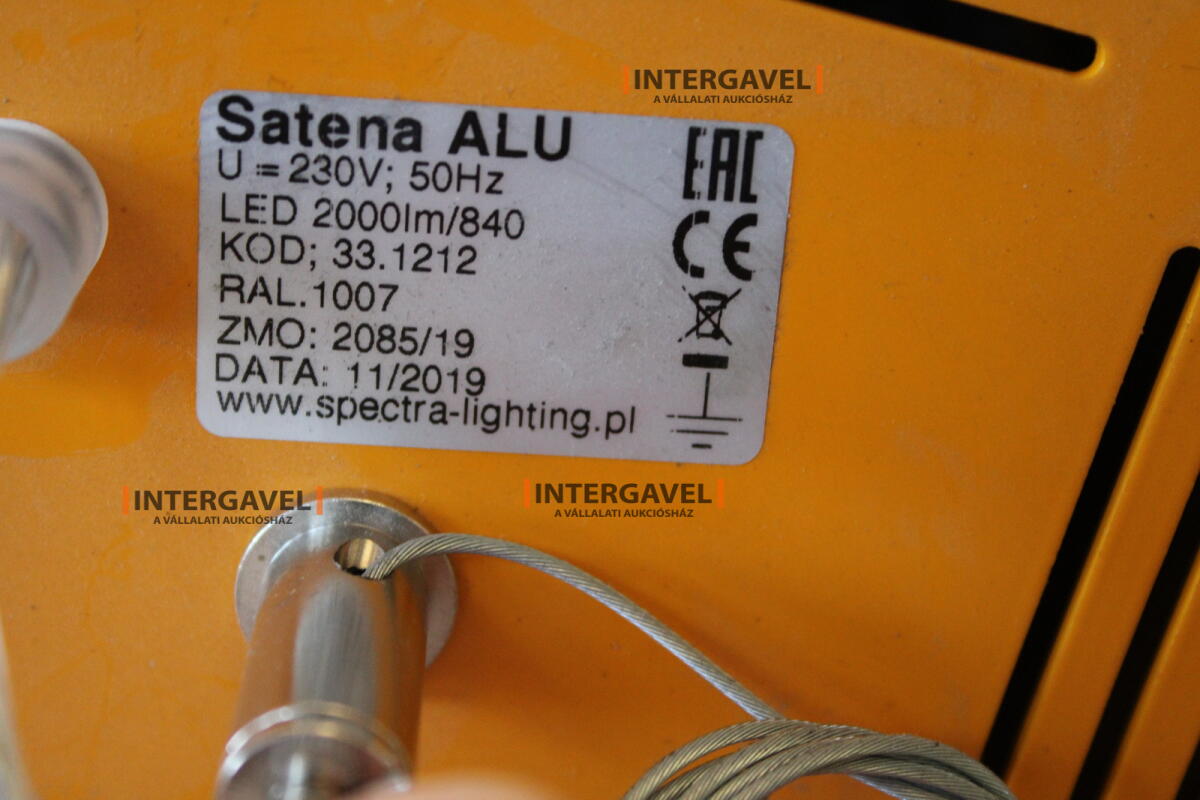 INTERGAVEL
A VÁLLALATI AUKCIÓSHÁZ
Satena ALU
U = 230V; 50Hz
LED 2000lm/840
KOD; 33.1212
RAL.1007
ZMO: 2085/19
DATA: 11/2019
www.spectra-lighting.pl
EAC
CE
INTERGAVEL
A VÁLLALATI AUKCIÓSHÁZ
INTERGAVEL
A VÁLLALATI AUKCIÓSHÁZ